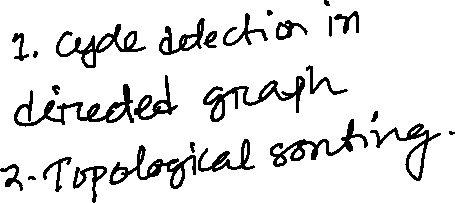 1. Cycle detection in
directed graph
2. Topological sorting.